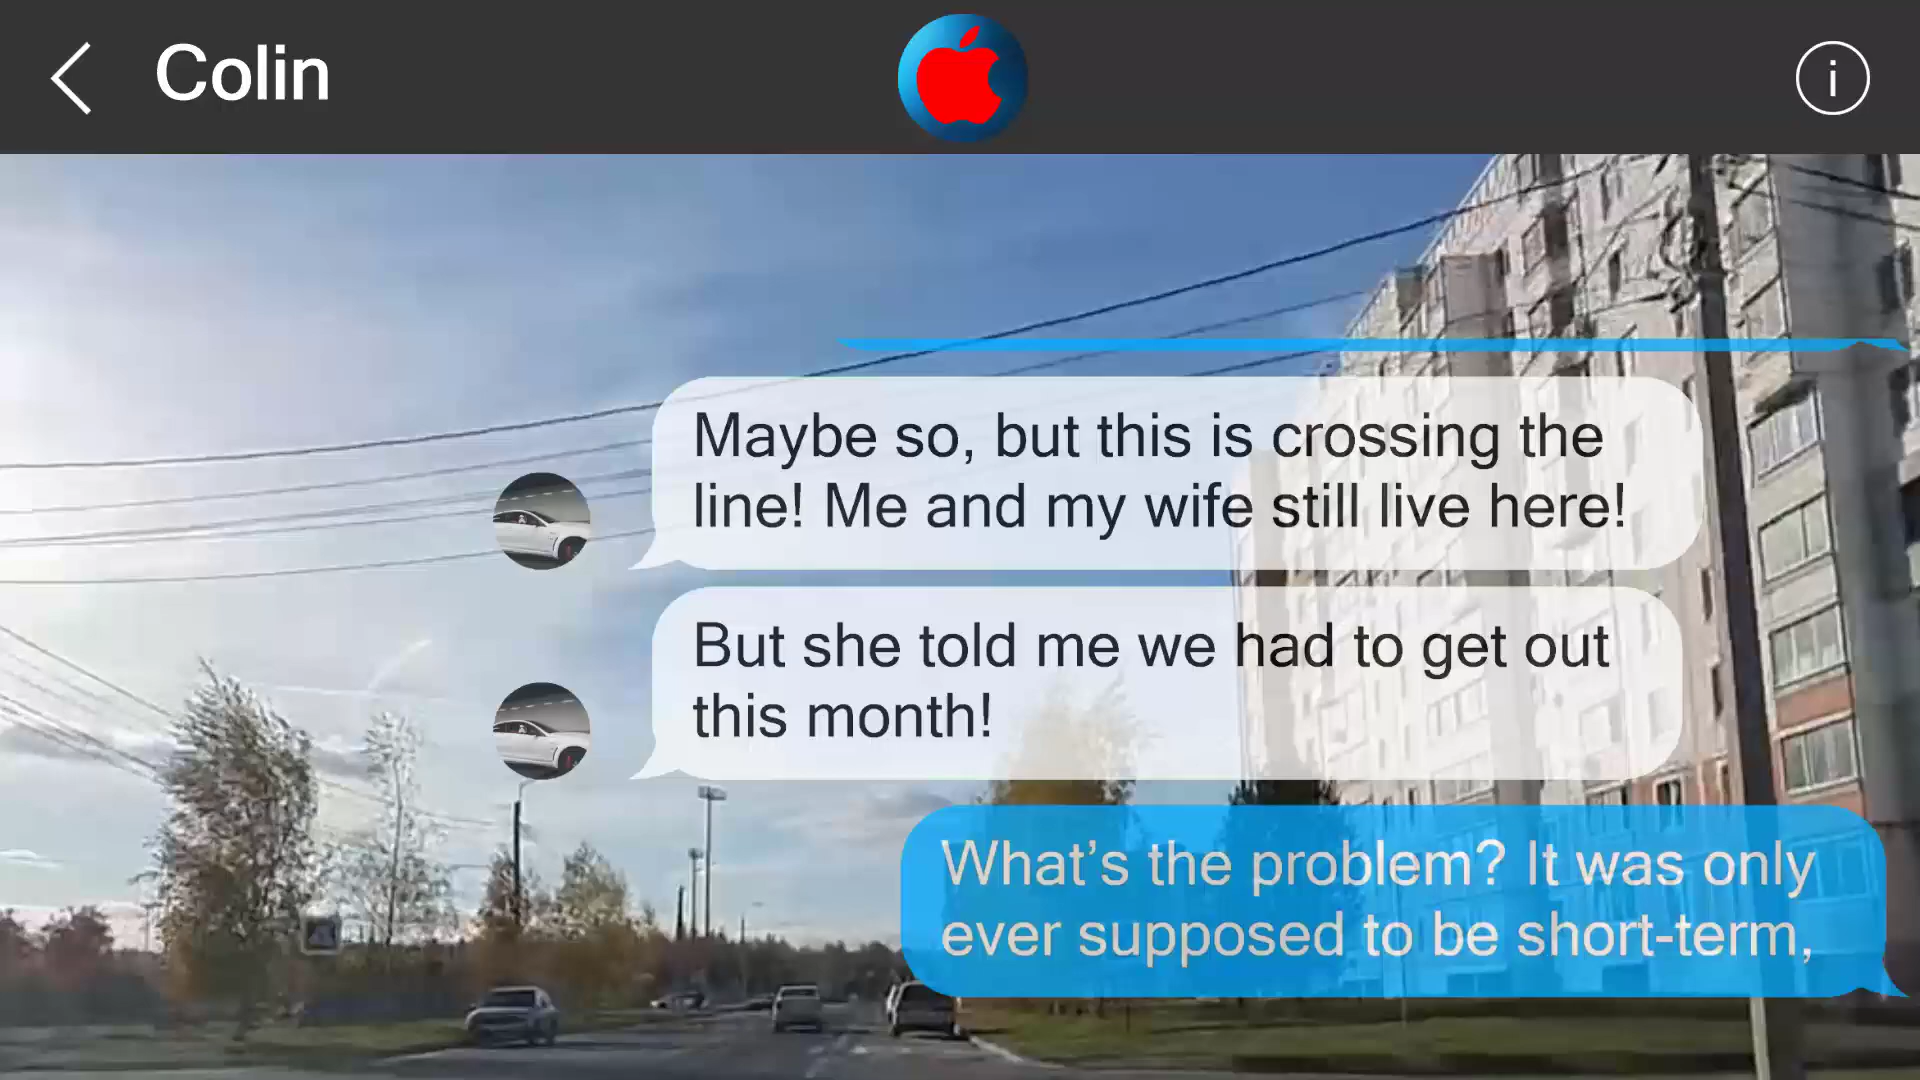 Colin
i
Maybe so, but this is crossing the
line! Me and my wife still live here!
But she told me we had to get out
this month!
What’s the problem? It was only
ever supposed to be short-term,